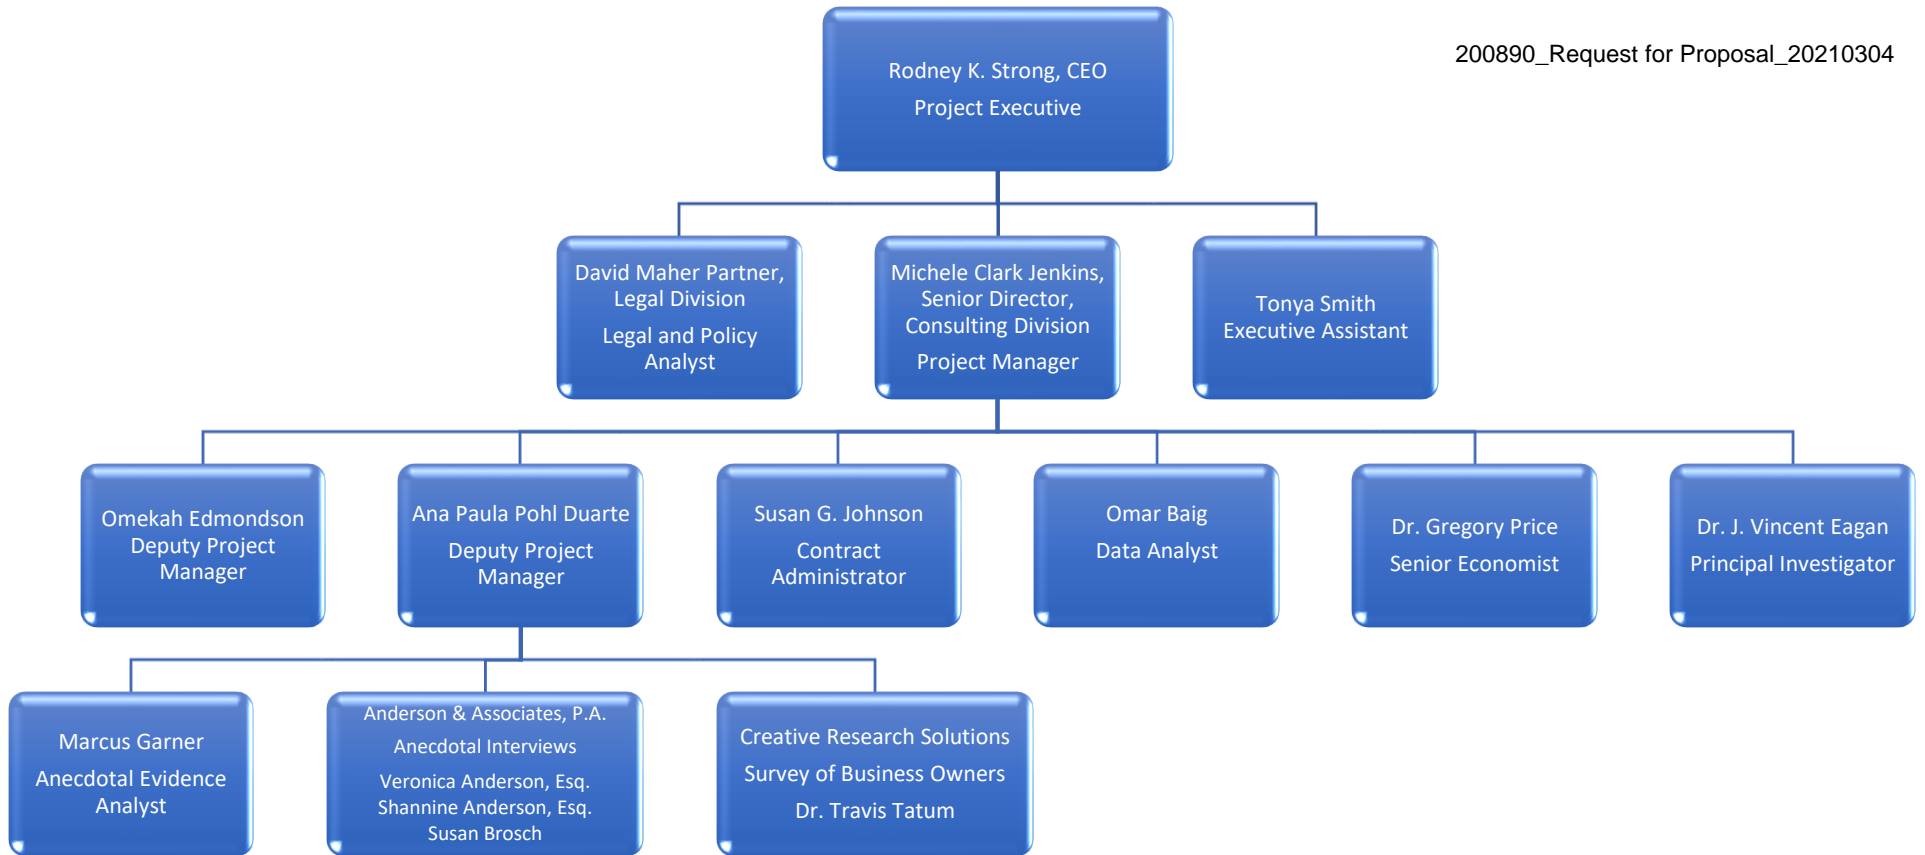 200890_Request for Proposal_20210304
Rodney K. Strong, CEO
Project Executive
David Maher Partner,
Legal Division
Legal and Policy
Analyst
Michele Clark Jenkins,
Senior Director,
Consulting Division
Project Manager
Tonya Smith
Executive Assistant
Omekah Edmondson
Deputy Project
Manager
Ana Paula Pohl Duarte
Deputy Project
Manager
Susan G. Johnson
Contract
Administrator
Omar Baig
Data Analyst
Dr. Gregory Price
Senior Economist
Dr. J. Vincent Eagan
Principal Investigator
Marcus Garner
Anecdotal Evidence
Analyst
Anderson & Associates, P.A.
Anecdotal Interviews
Veronica Anderson, Esq.
Shannine Anderson, Esq.
Susan Brosch
Creative Research Solutions
Survey of Business Owners
Dr. Travis Tatum